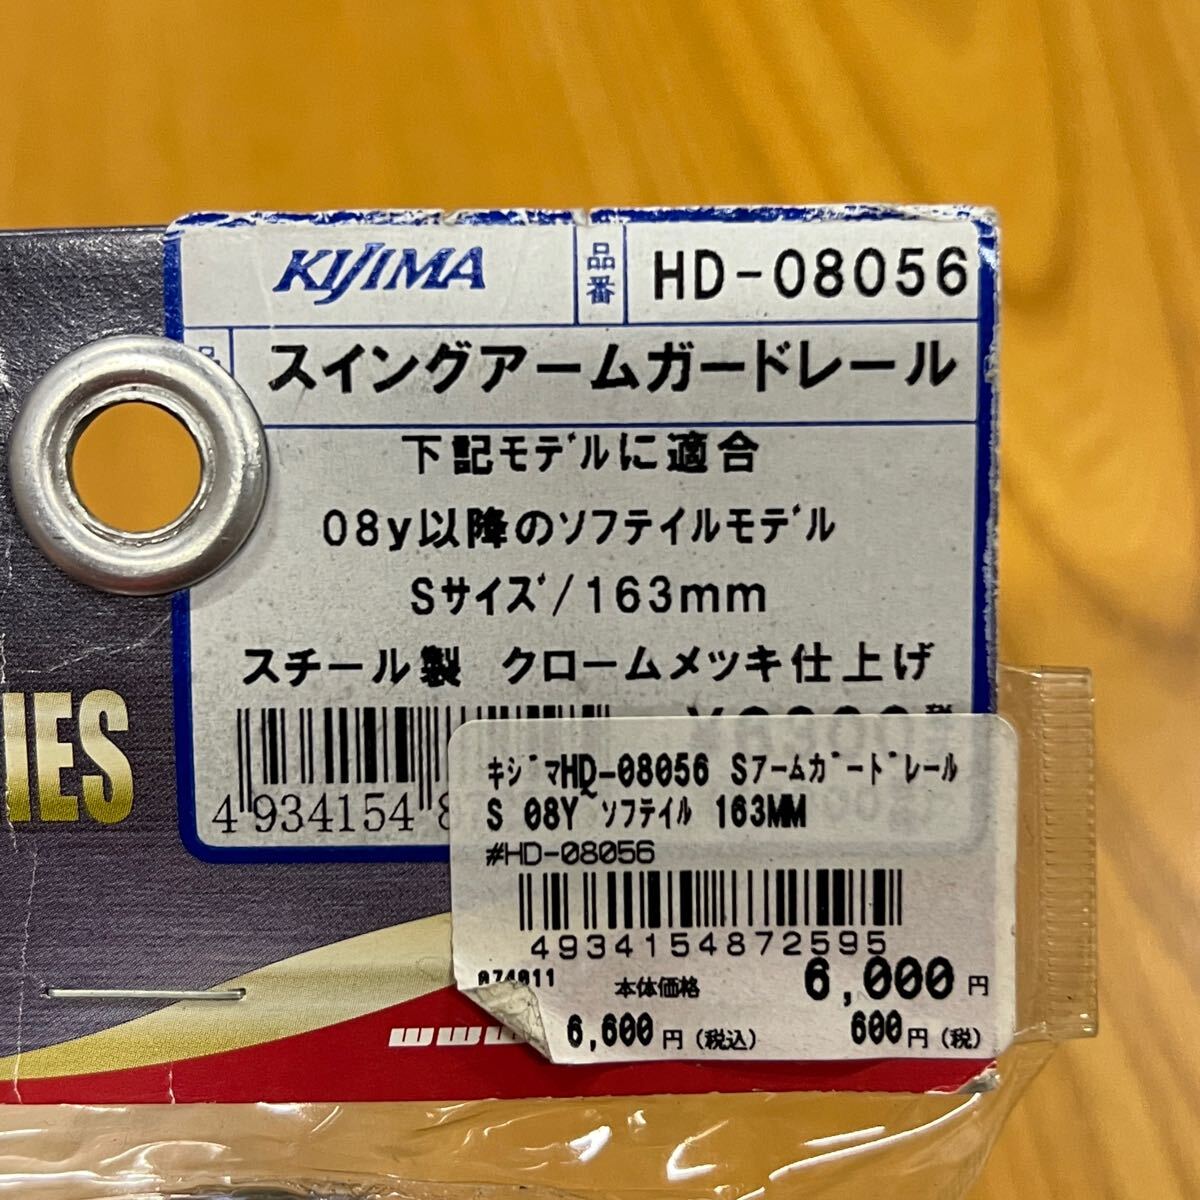 KIJIMA 品番 HD-08056
スイングアームガードレール
下記モデルに適合
08y以降のソフテイルモデル
Sサイズ/163mm
スチール製 クロームメッキ仕上げ
4 934154 8
IES
キジマHD-08056 Sアームガードレール
S 08Y ソフテイル 163MM
#HD-08056
4934154872595
074011 本体価格 6,000円
6,600円(税込) 600円(税)
www